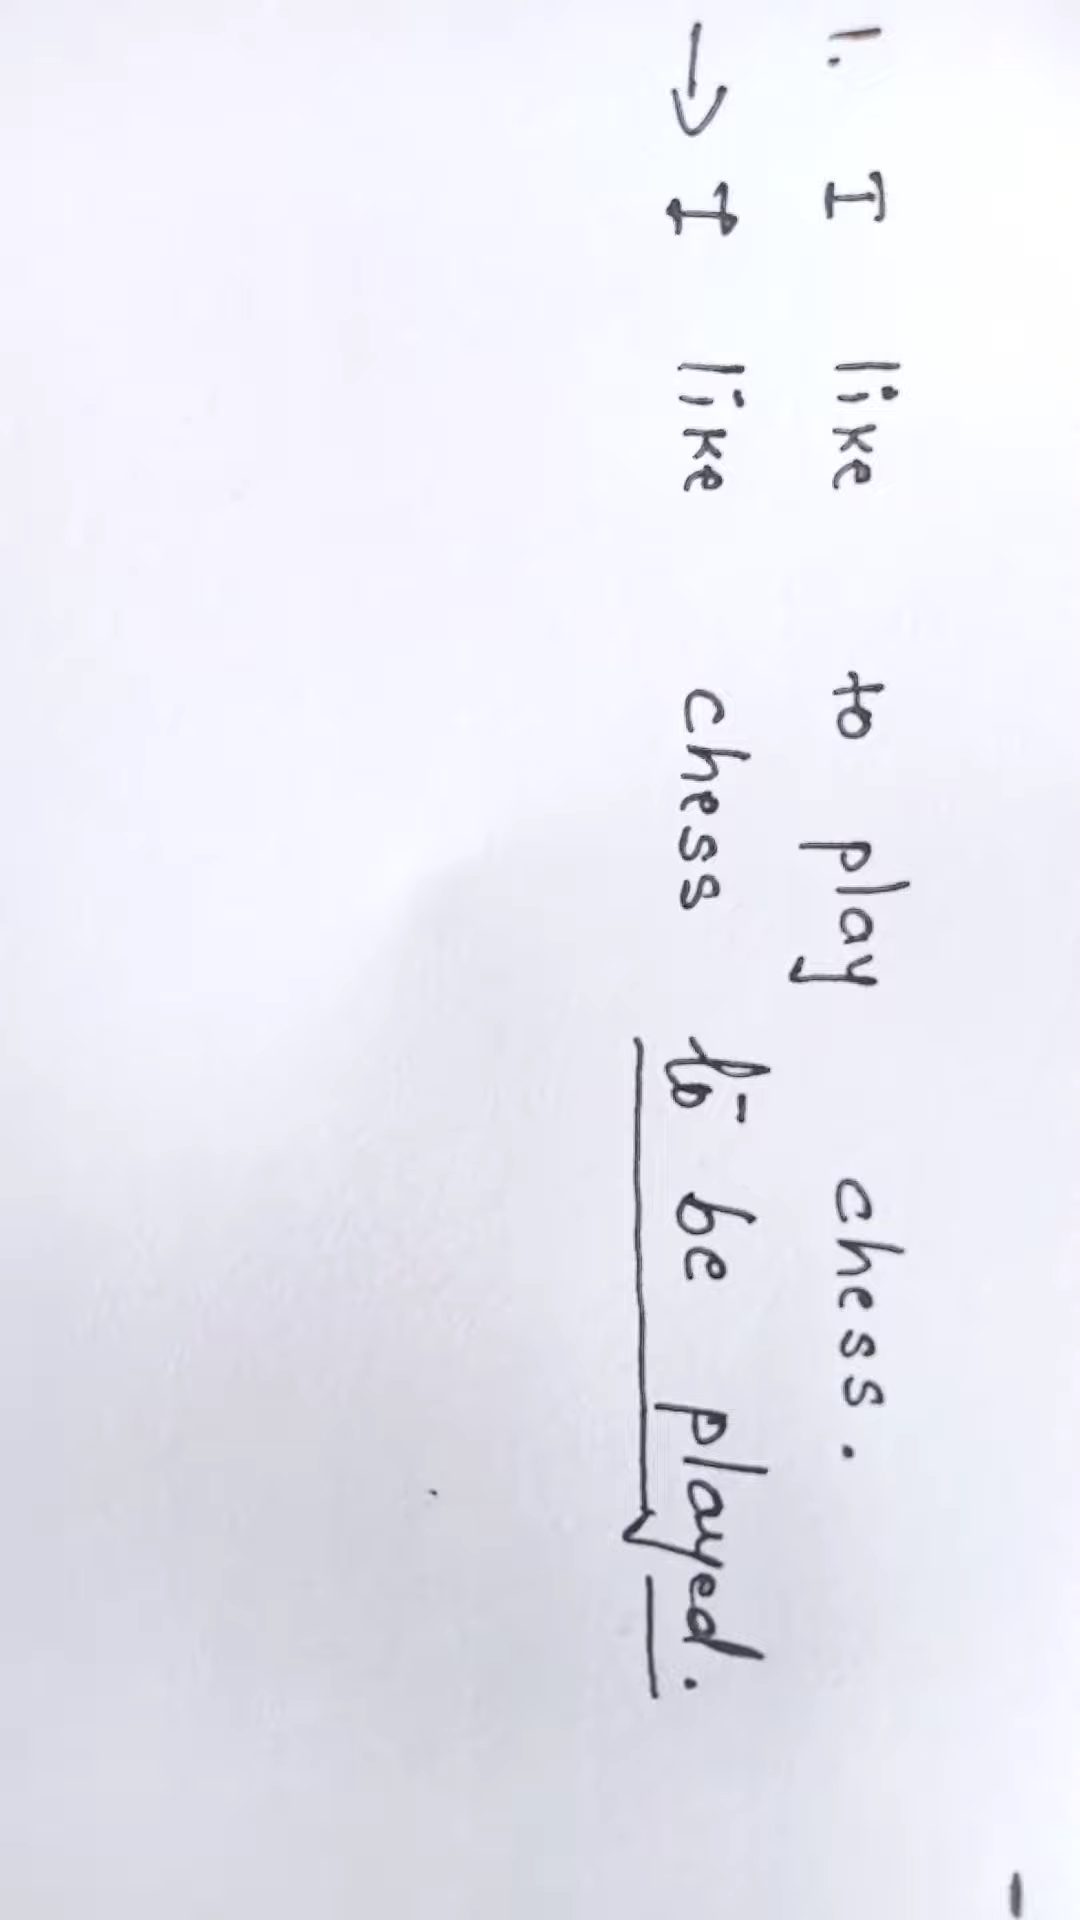 1. I like to play chess.
→ I like chess to be played.